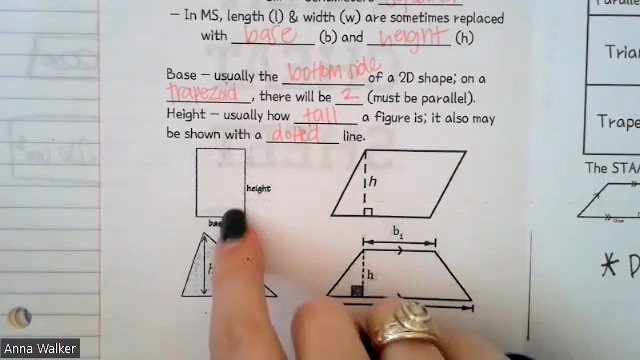 – In MS, length (l) & width (w) are sometimes replaced
with base (b) and height (h)
Base – usually the bottom side of a 2D shape; on a
trapezoid, there will be 2 (must be parallel).
Height – usually how tall a figure is; it also may
be shown with a dotted line.
height
h
b₁
h
h
The STA
* D
Anna Walker